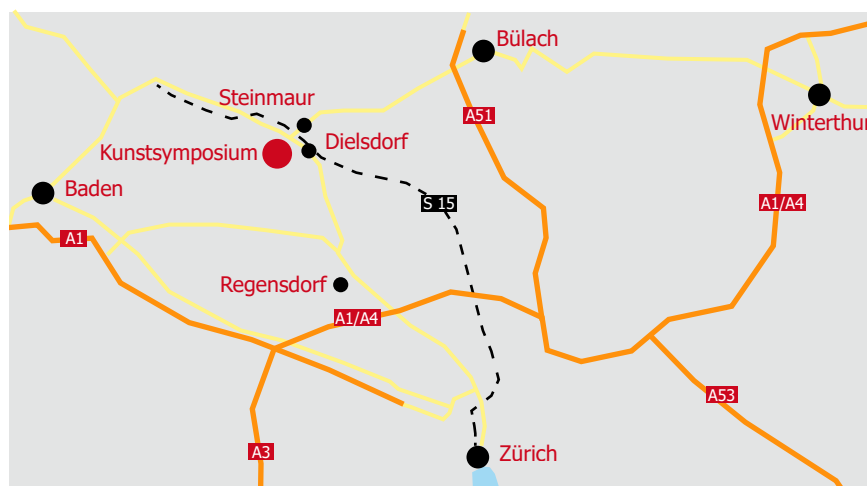 Bülach
Steinmaur
A51
Winterthur
Dielsdorf
Kunstsymposium
Baden
S 15
A1/A4
A1
Regensdorf
A1/A4
A53
A3
Zürich